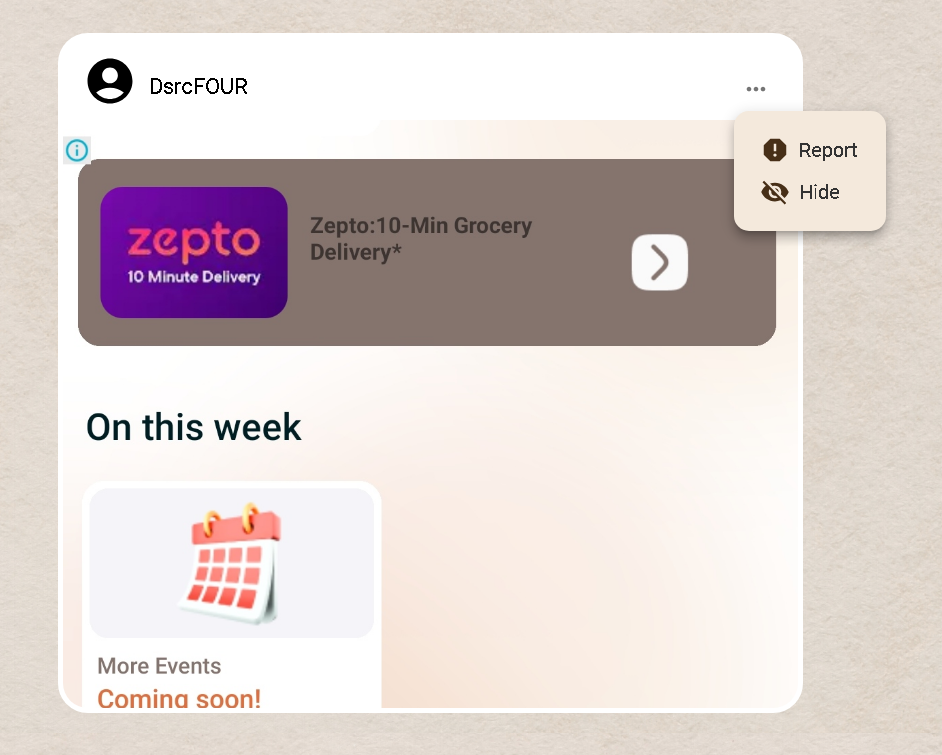 DsrcFOUR
Report
Hide
zepto
10 Minute Delivery
Zepto:10-Min Grocery
Delivery*
On this week
More Events
Coming soon!